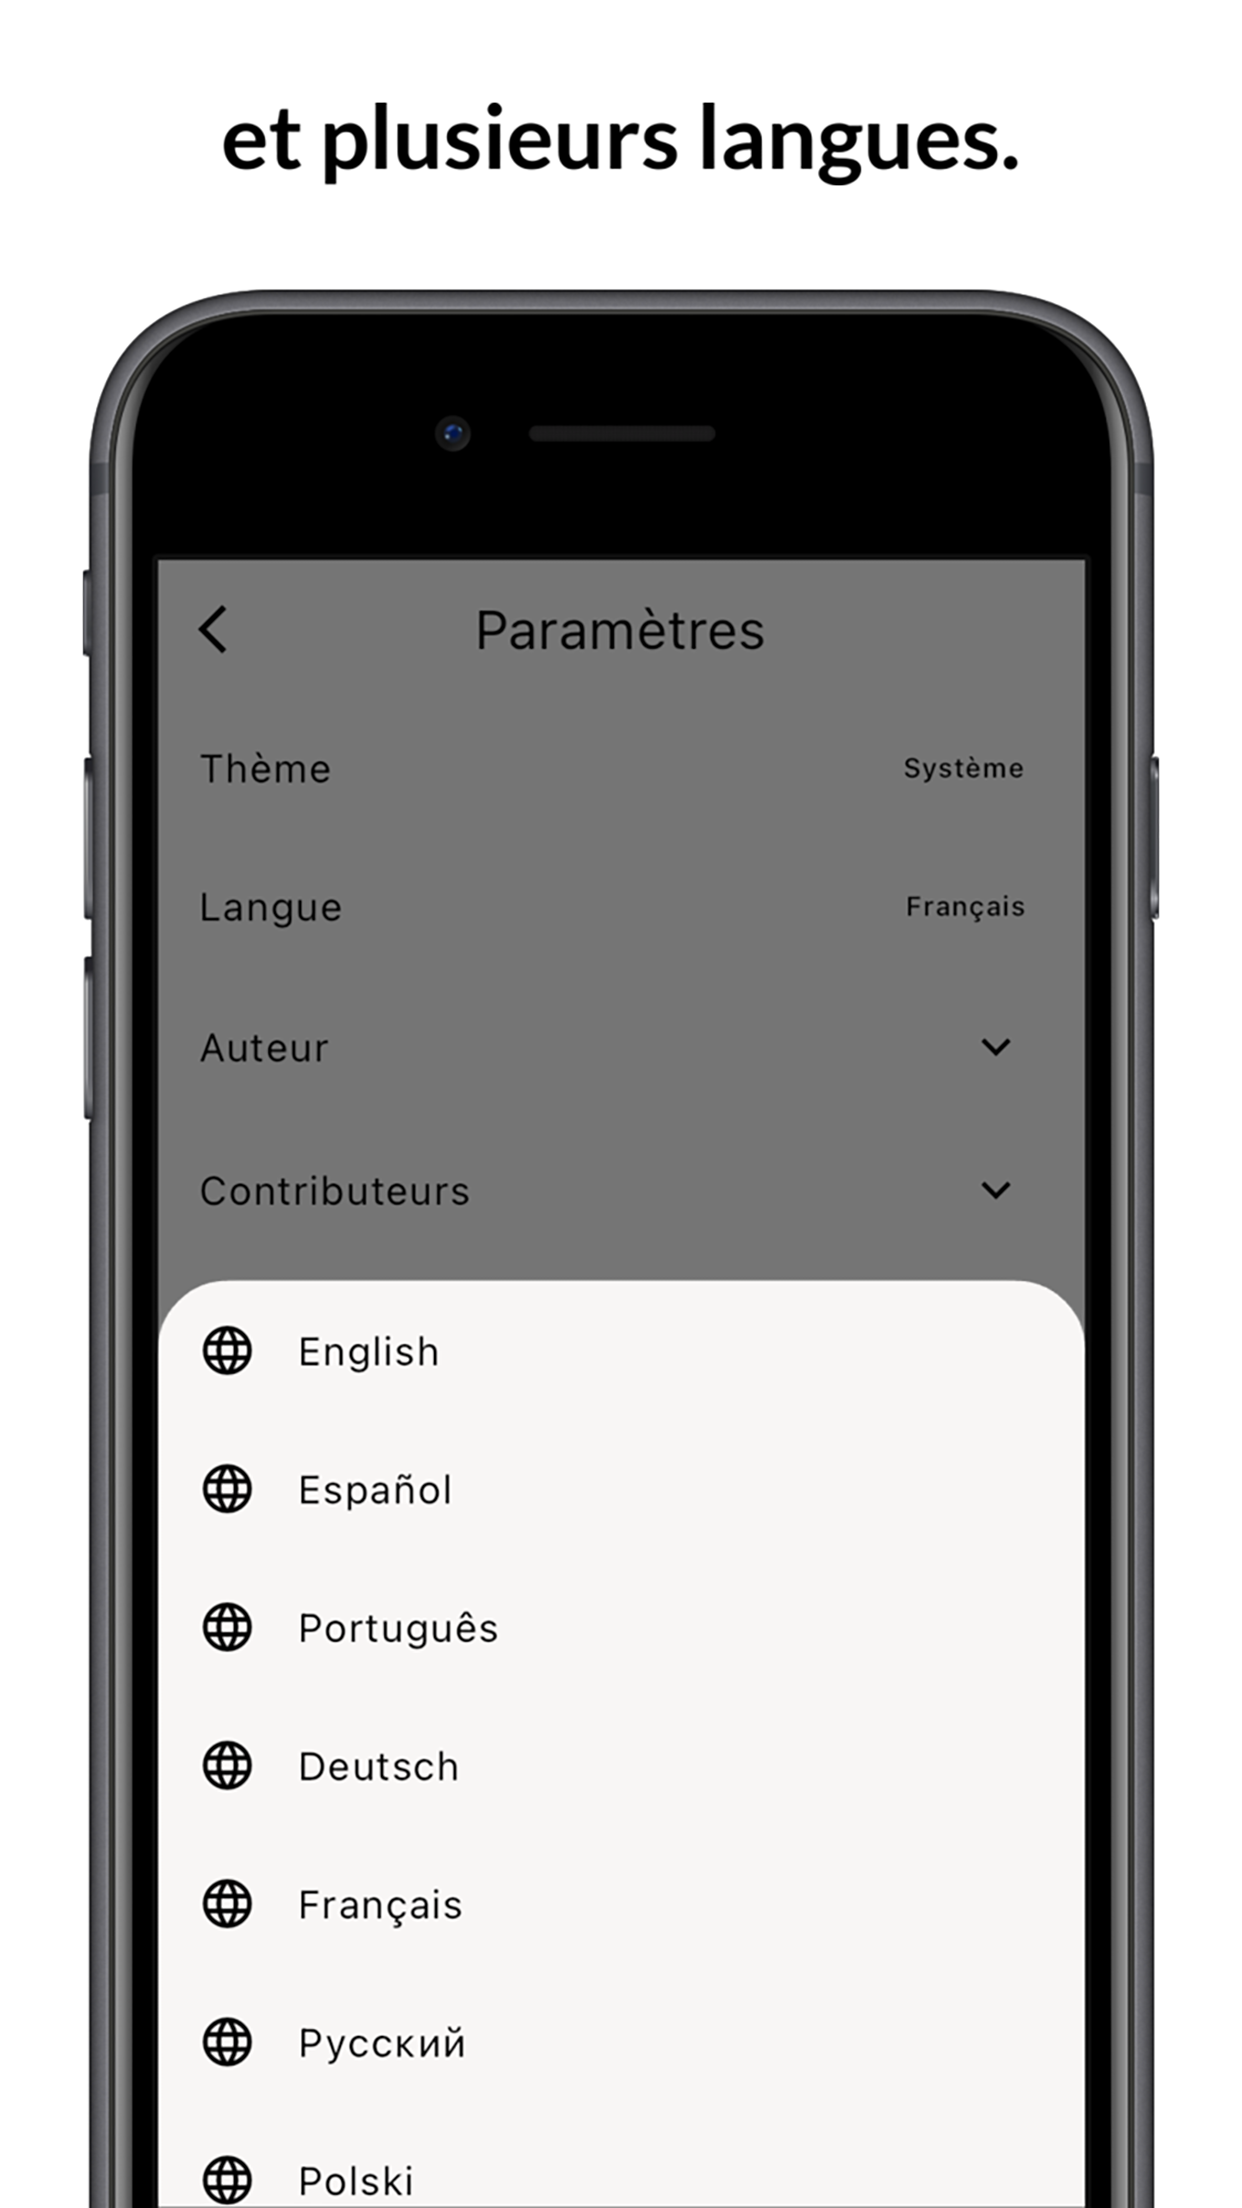 et plusieurs langues.
Paramètres
Thème Système
Langue Français
Auteur
Contributeurs
English
Español
Português
Deutsch
Français
Русский
Polski